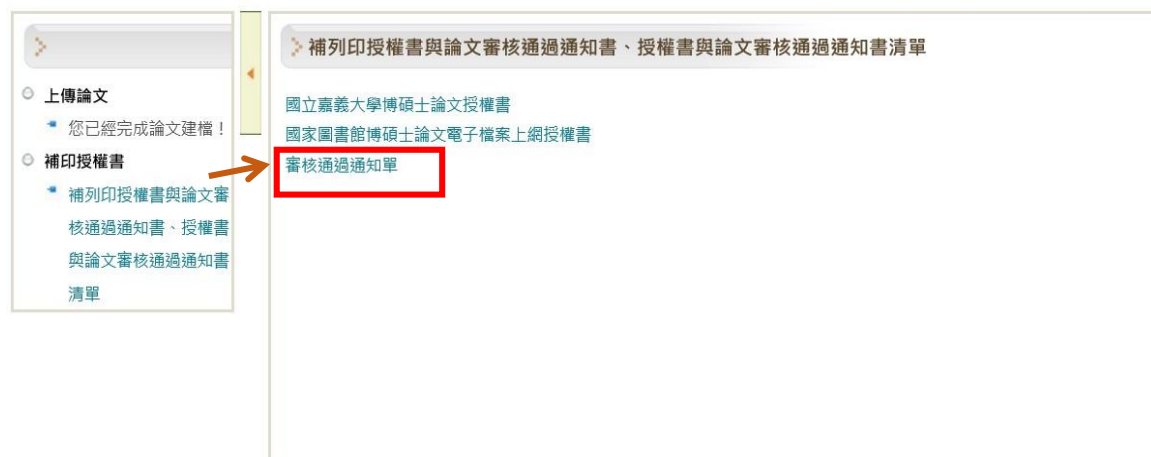 上傳論文
您已經完成論文建檔！
補印授權書
補列印授權書與論文審
核通過通知書、授權書
與論文審核通過通知書
清單
補列印授權書與論文審核通過通知書、授權書與論文審核通過通知書清單
國立嘉義大學博碩士論文授權書
國家圖書館博碩士論文電子檔案上網授權書
審核通過通知單